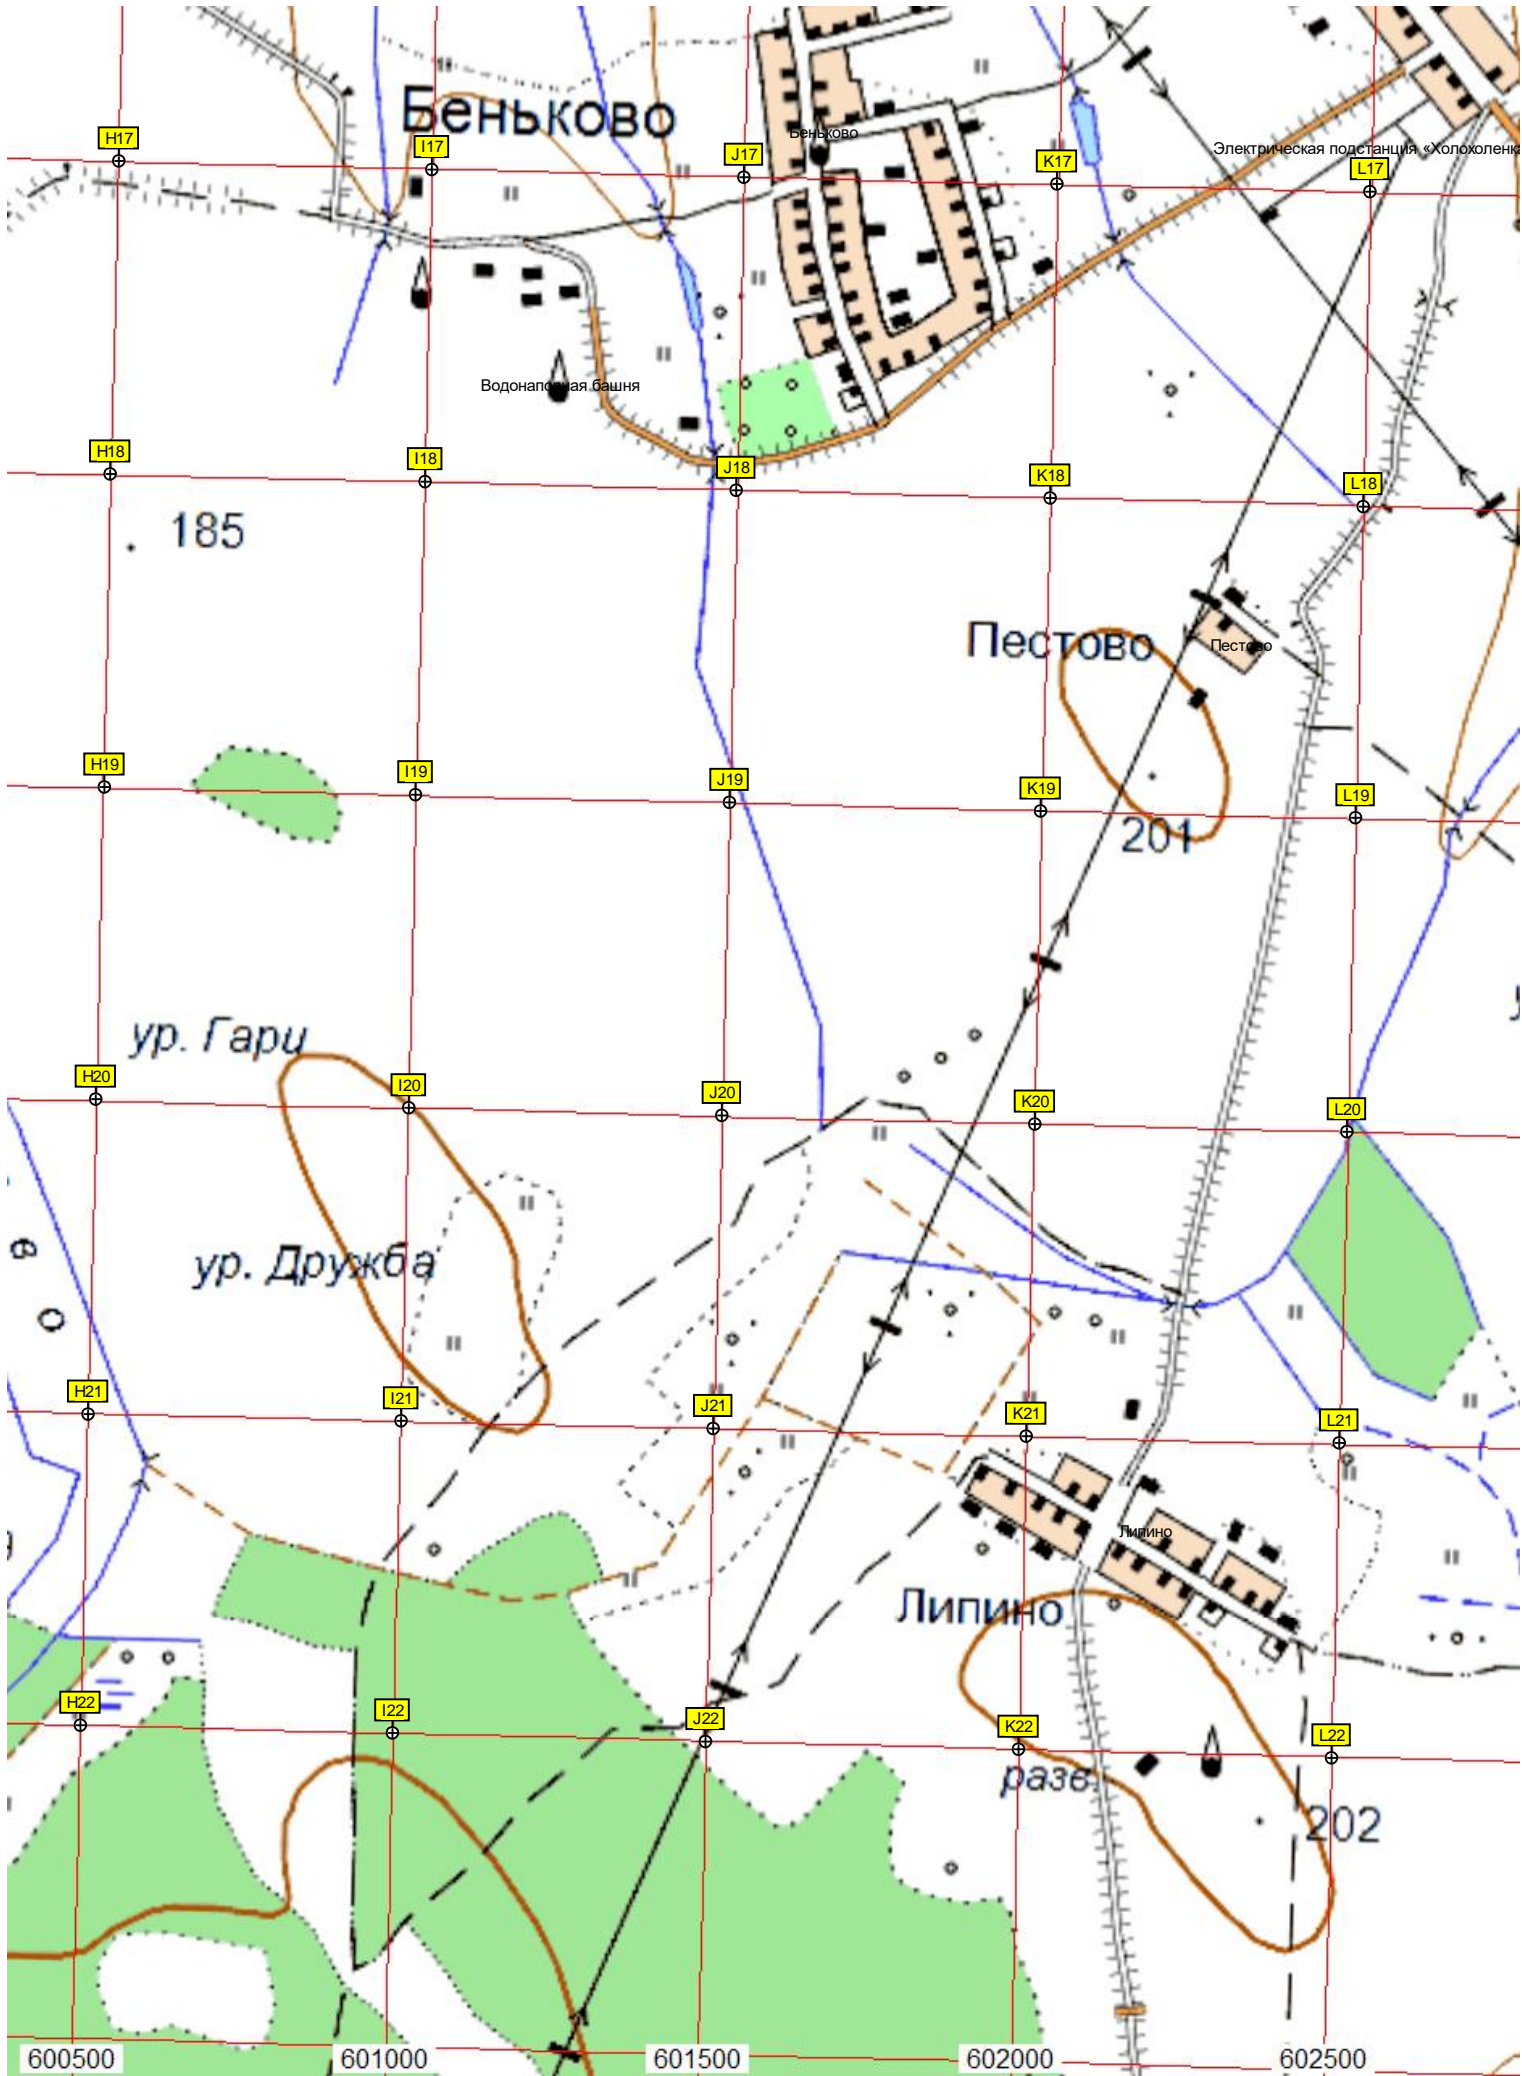 Беньково
Беньково
Электрическая подстанция «Холохоленка
H17
I17
J17
K17
L17
Водонапорная башня
H18
I18
J18
K18
L18
185
Пестово
Пестово
H19
I19
J19
K19
L19
201
ур. Гари
H20
I20
J20
K20
L20
в
о
ур. Дружба
H21
I21
J21
K21
L21
Липино
Липино
H22
I22
J22
K22
L22
разв.
202
600500
601000
601500
602000
602500